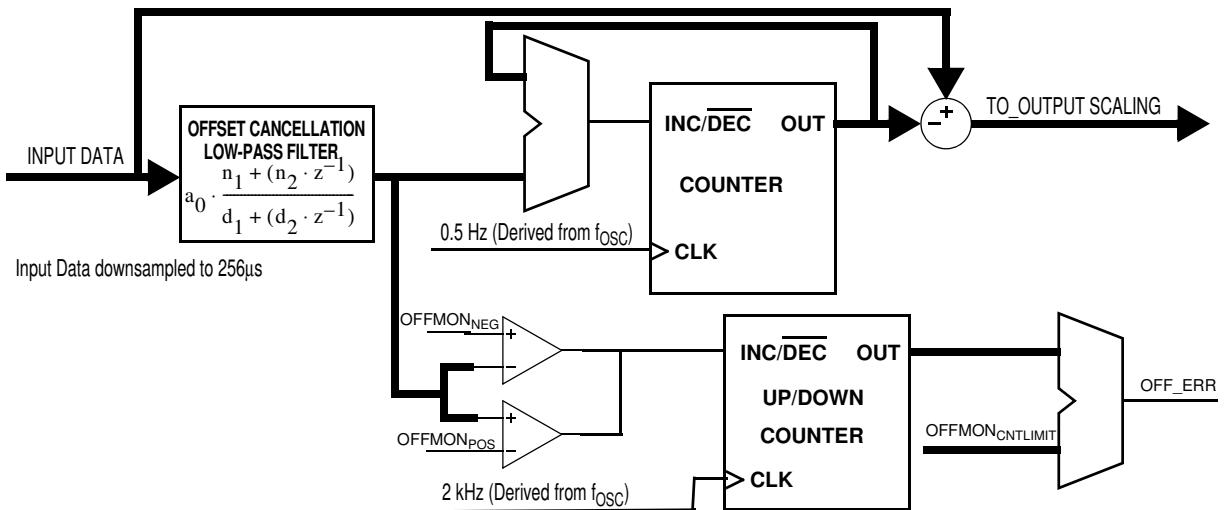 TO_OUTPUT SCALING
INC/DEC OUT
COUNTER
CLK
OFFSET CANCELLATION
LOW-PASS FILTER
a0 · (n1 + (n2 · z−1)) / (d1 + (d2 · z−1))
INPUT DATA
0.5 Hz (Derived from fOSC)
Input Data downsampled to 256μs
OFFMONNEG
OFFMONPOS
+
−
+
−
− +
INC/DEC OUT
UP/DOWN
COUNTER
CLK
OFF_ERR
OFFMONCNTLIMIT
2 kHz (Derived from fOSC)